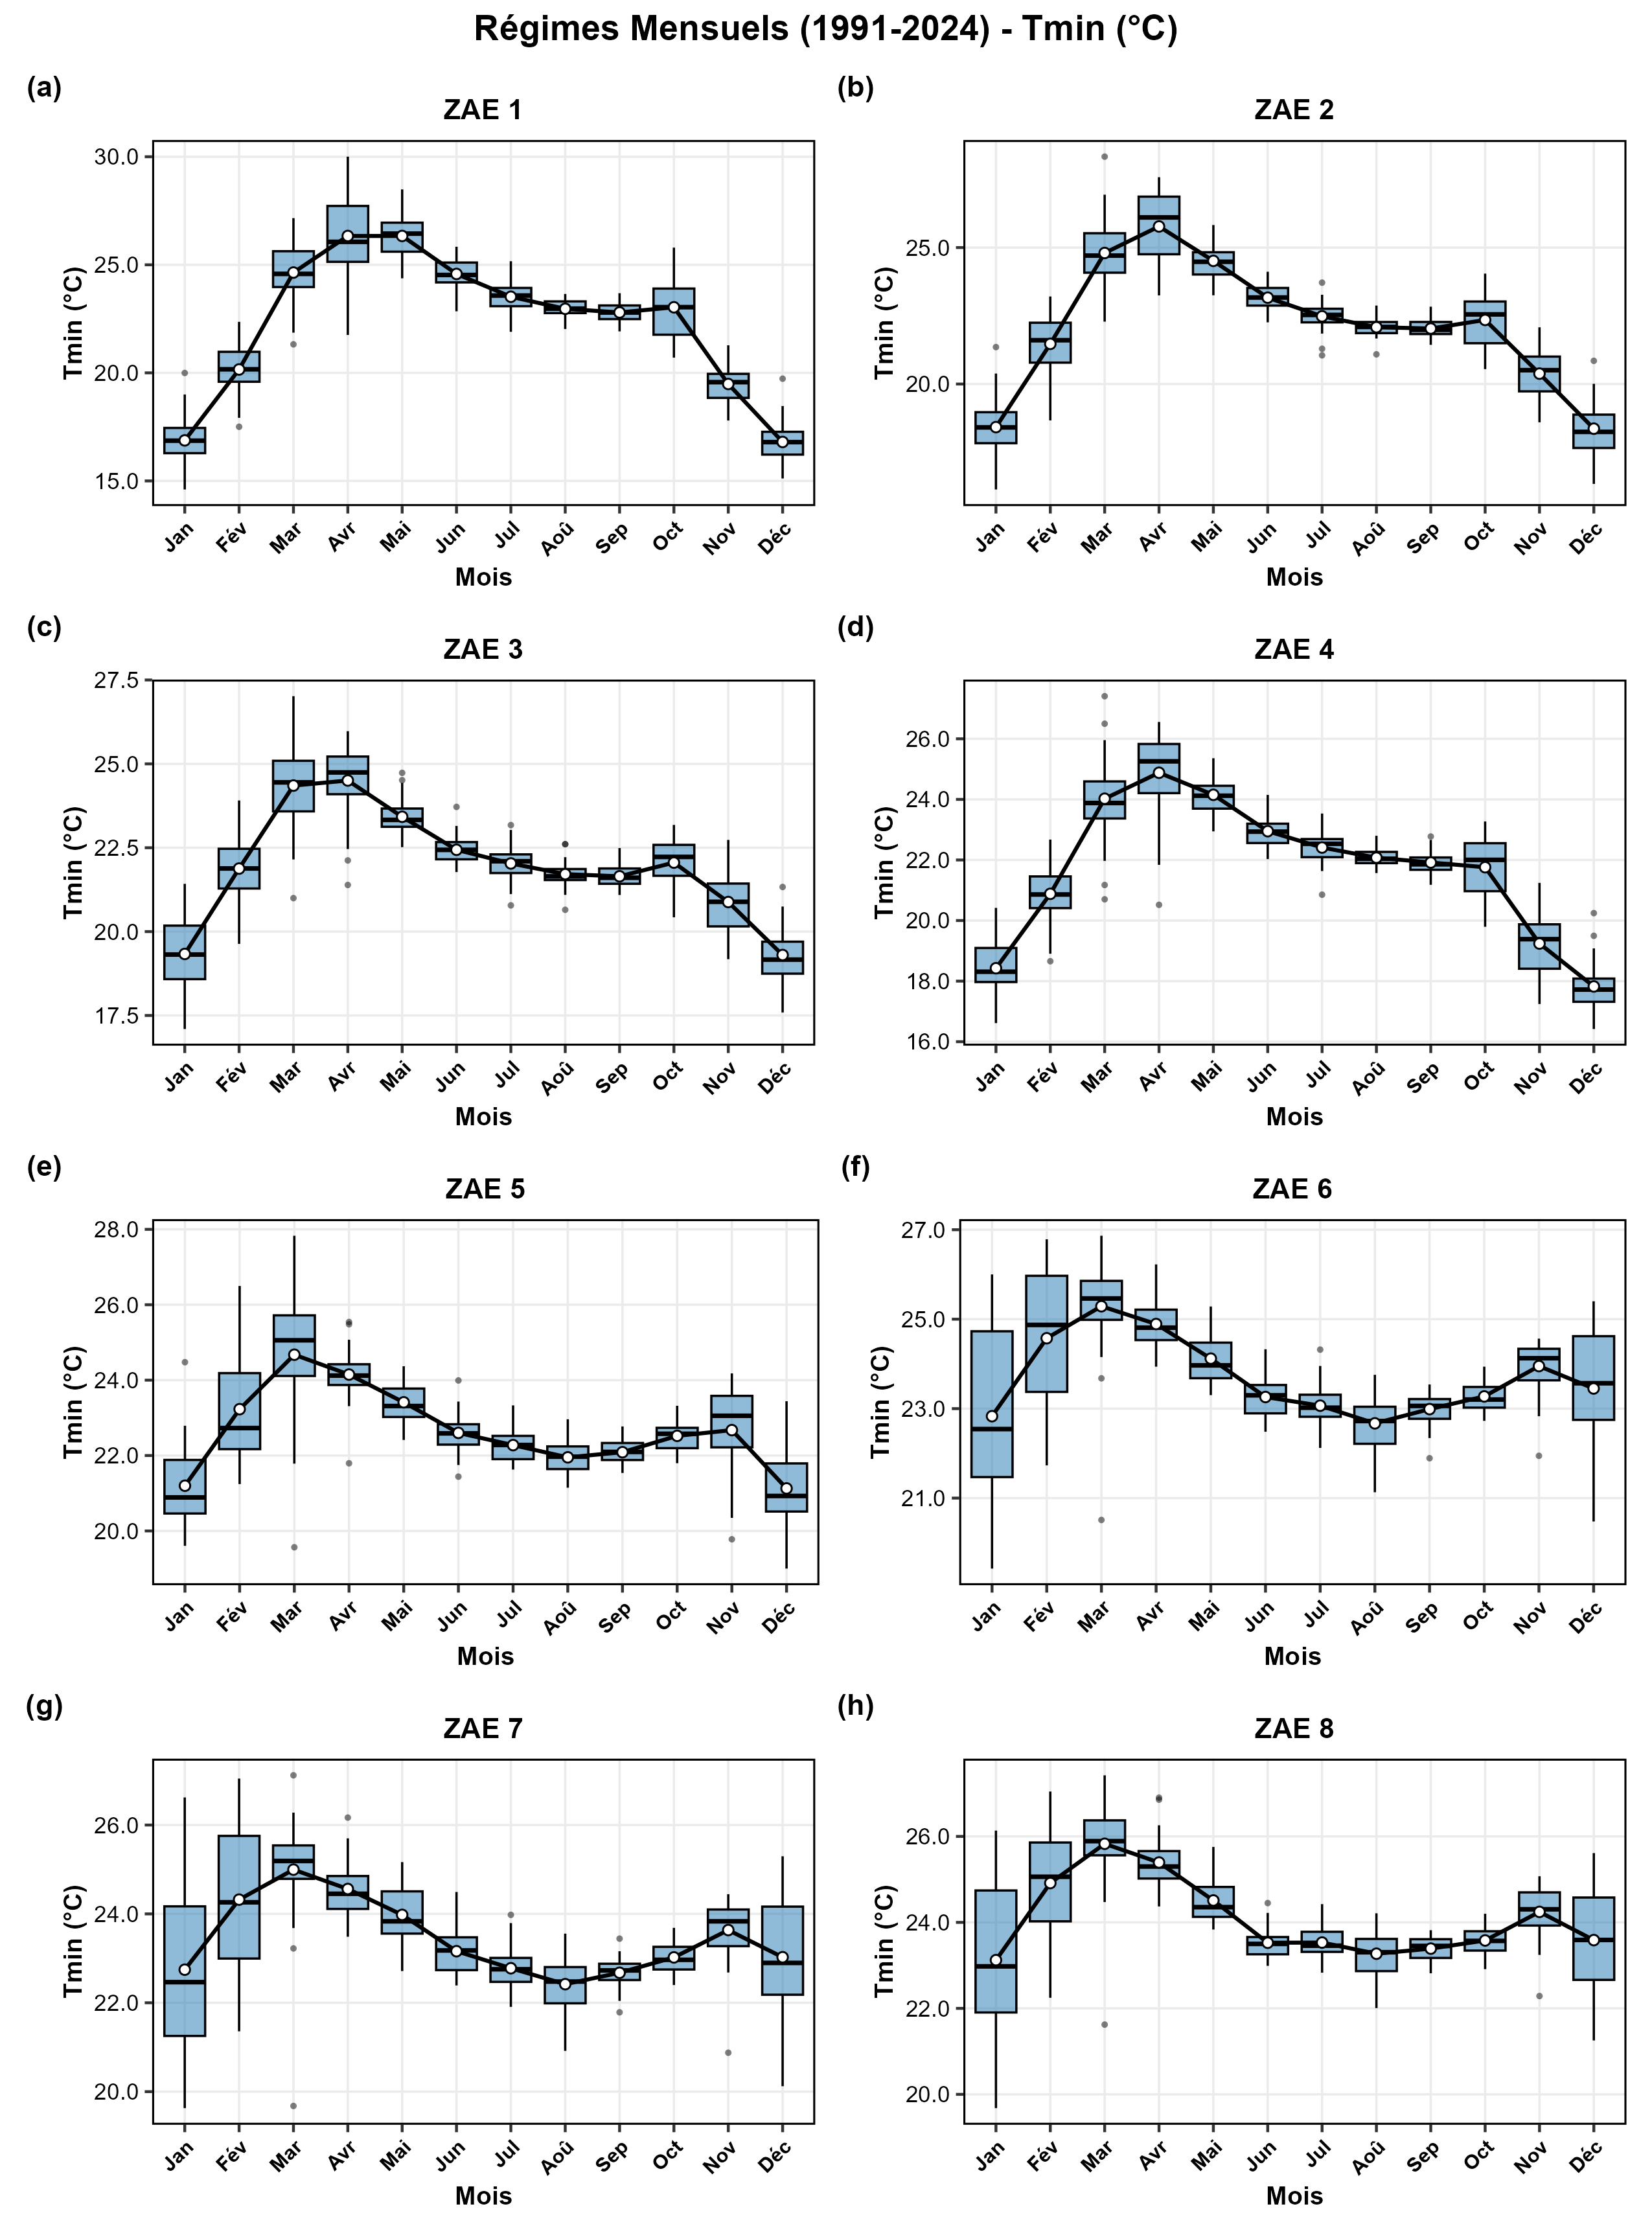 Régimes Mensuels (1991-2024) - Tmin (°C)
(a)
ZAE 1
Tmin (°C)
30.0
25.0
20.0
15.0
Jan Fév Mar Avr Mai Jun Jul Aoû Sep Oct Nov Déc
Mois
(b)
ZAE 2
Tmin (°C)
25.0
20.0
Jan Fév Mar Avr Mai Jun Jul Aoû Sep Oct Nov Déc
Mois
(c)
ZAE 3
Tmin (°C)
27.5
25.0
22.5
20.0
17.5
Jan Fév Mar Avr Mai Jun Jul Aoû Sep Oct Nov Déc
Mois
(d)
ZAE 4
Tmin (°C)
26.0
24.0
22.0
20.0
18.0
16.0
Jan Fév Mar Avr Mai Jun Jul Aoû Sep Oct Nov Déc
Mois
(e)
ZAE 5
Tmin (°C)
28.0
26.0
24.0
22.0
20.0
Jan Fév Mar Avr Mai Jun Jul Aoû Sep Oct Nov Déc
Mois
(f)
ZAE 6
Tmin (°C)
27.0
25.0
23.0
21.0
Jan Fév Mar Avr Mai Jun Jul Aoû Sep Oct Nov Déc
Mois
(g)
ZAE 7
Tmin (°C)
26.0
24.0
22.0
20.0
Jan Fév Mar Avr Mai Jun Jul Aoû Sep Oct Nov Déc
Mois
(h)
ZAE 8
Tmin (°C)
26.0
24.0
22.0
20.0
Jan Fév Mar Avr Mai Jun Jul Aoû Sep Oct Nov Déc
Mois